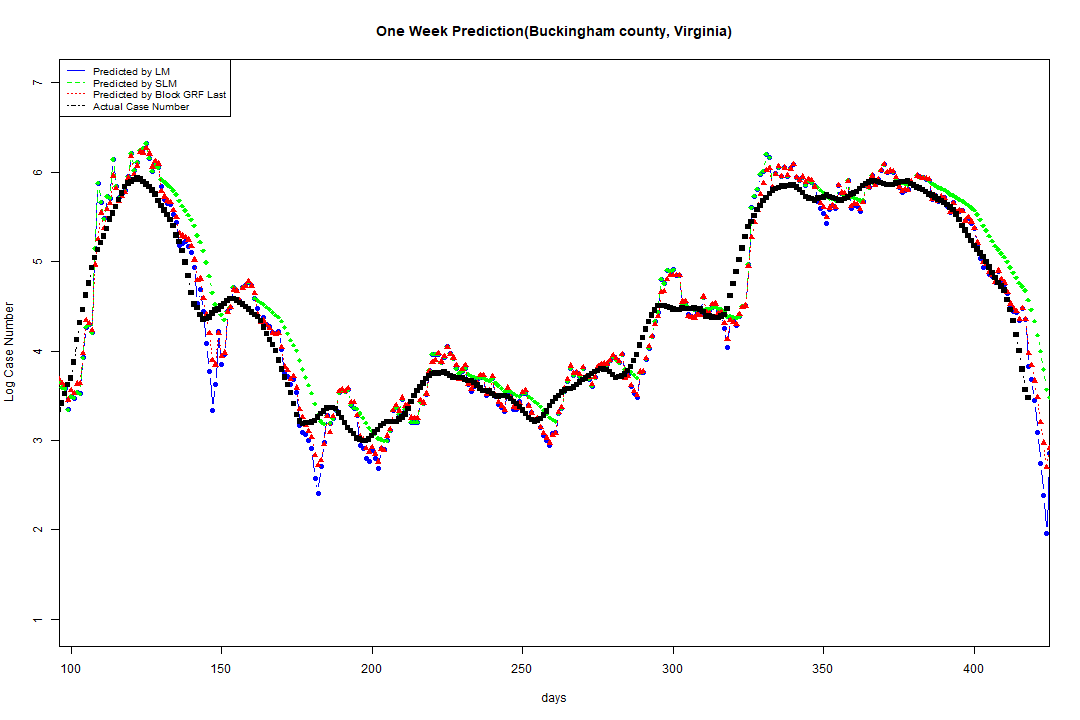 One Week Prediction(Buckingham county, Virginia)
Predicted by LM
Predicted by SLM
Predicted by Block GRF Last
Actual Case Number
7
6
5
4
3
2
1
Log Case Number
100 150 200 250 300 350 400
days